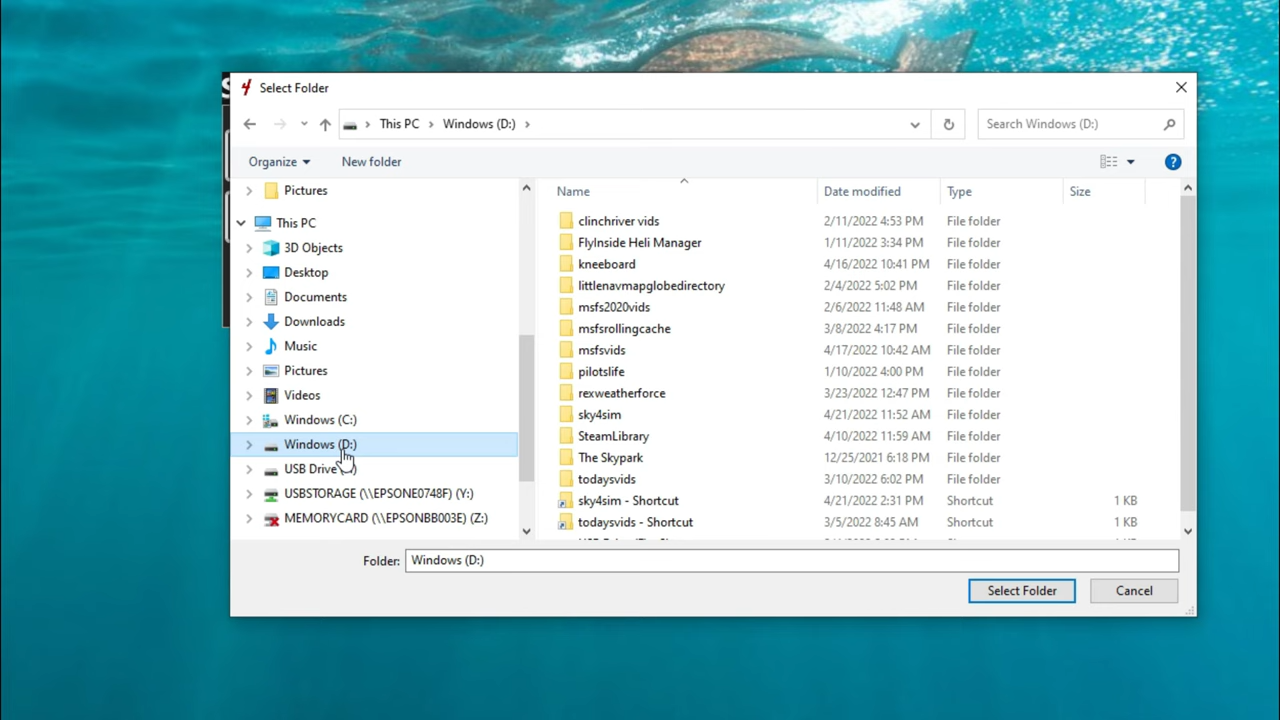 S
4 Select Folder
This PC Windows (D:)
Search Windows (D:)
Organize New folder
?
Pictures
This PC
3D Objects
Desktop
Documents
Downloads
Music
Pictures
Videos
Windows (C:)
Windows (D:)
USB Drive
USBSTORAGE (\\EPSONE0748F) (Y:)
MEMORYCARD (\\EPSONBB003E) (Z:)
Name Date modified Type Size
clinchriver vids 2/11/2022 4:53 PM File folder
FlyInside Heli Manager 1/11/2022 3:34 PM File folder
kneeboard 4/16/2022 10:41 PM File folder
littlenavmapglobedirectory 2/4/2022 5:02 PM File folder
msfs2020vids 2/6/2022 11:48 AM File folder
msfsrollingcache 3/8/2022 4:17 PM File folder
msfsvids 4/17/2022 10:42 AM File folder
pilotslife 1/10/2022 4:00 PM File folder
rexweatherforce 3/23/2022 12:47 PM File folder
sky4sim 4/21/2022 11:52 AM File folder
SteamLibrary 4/10/2022 11:59 AM File folder
The Skypark 12/25/2021 6:18 PM File folder
todaysvids 3/10/2022 6:02 PM File folder
sky4sim - Shortcut 4/21/2022 2:31 PM Shortcut 1 KB
todaysvids - Shortcut 3/5/2022 8:45 AM Shortcut 1 KB
Folder: Windows (D:)
Select Folder Cancel